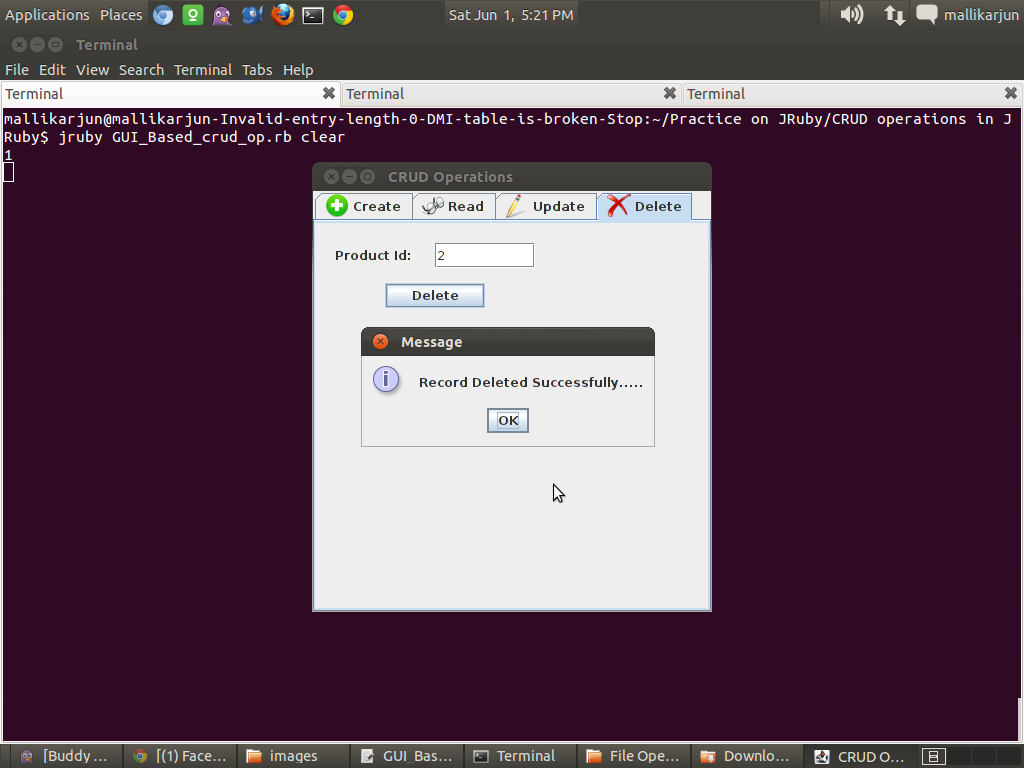 Applications Places Sat Jun 1, 5:21 PM mallikarjun
Terminal
File Edit View Search Terminal Tabs Help
Terminal Terminal Terminal
mallikarjun@mallikarjun-Invalid-entry-length-0-DMI-table-is-broken-Stop:~/Practice on JRuby/CRUD operations in J
Ruby$ jruby GUI_Based_crud_op.rb clear
1
CRUD Operations
Create Read Update Delete
Product Id: 2
Delete
Message
i Record Deleted Successfully.....
OK
[Buddy ... [(1) Face... images GUI_Bas... Terminal File Ope... Downlo... CRUD O...